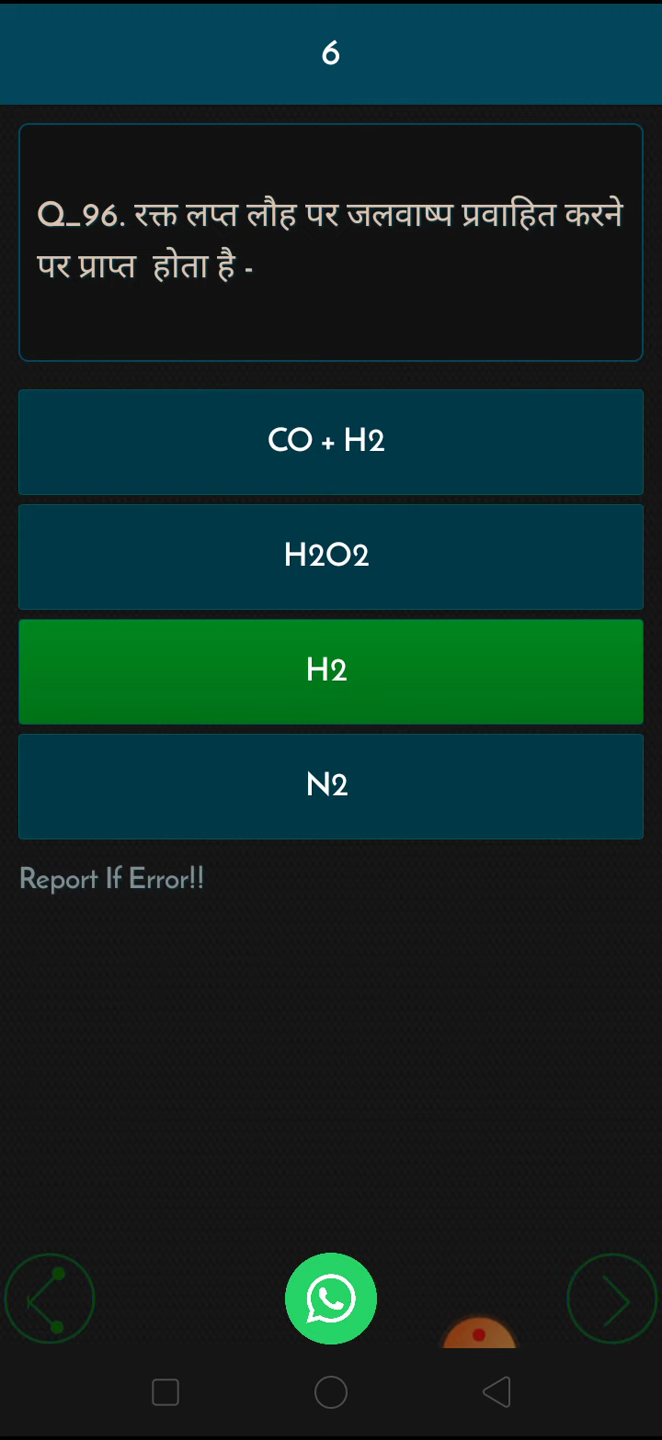 6
Q_96. रक्त लप्त लौह पर जलवाष्प प्रवाहित करने
पर प्राप्त होता है -
CO + H2
H2O2
H2
N2
Report If Error!!